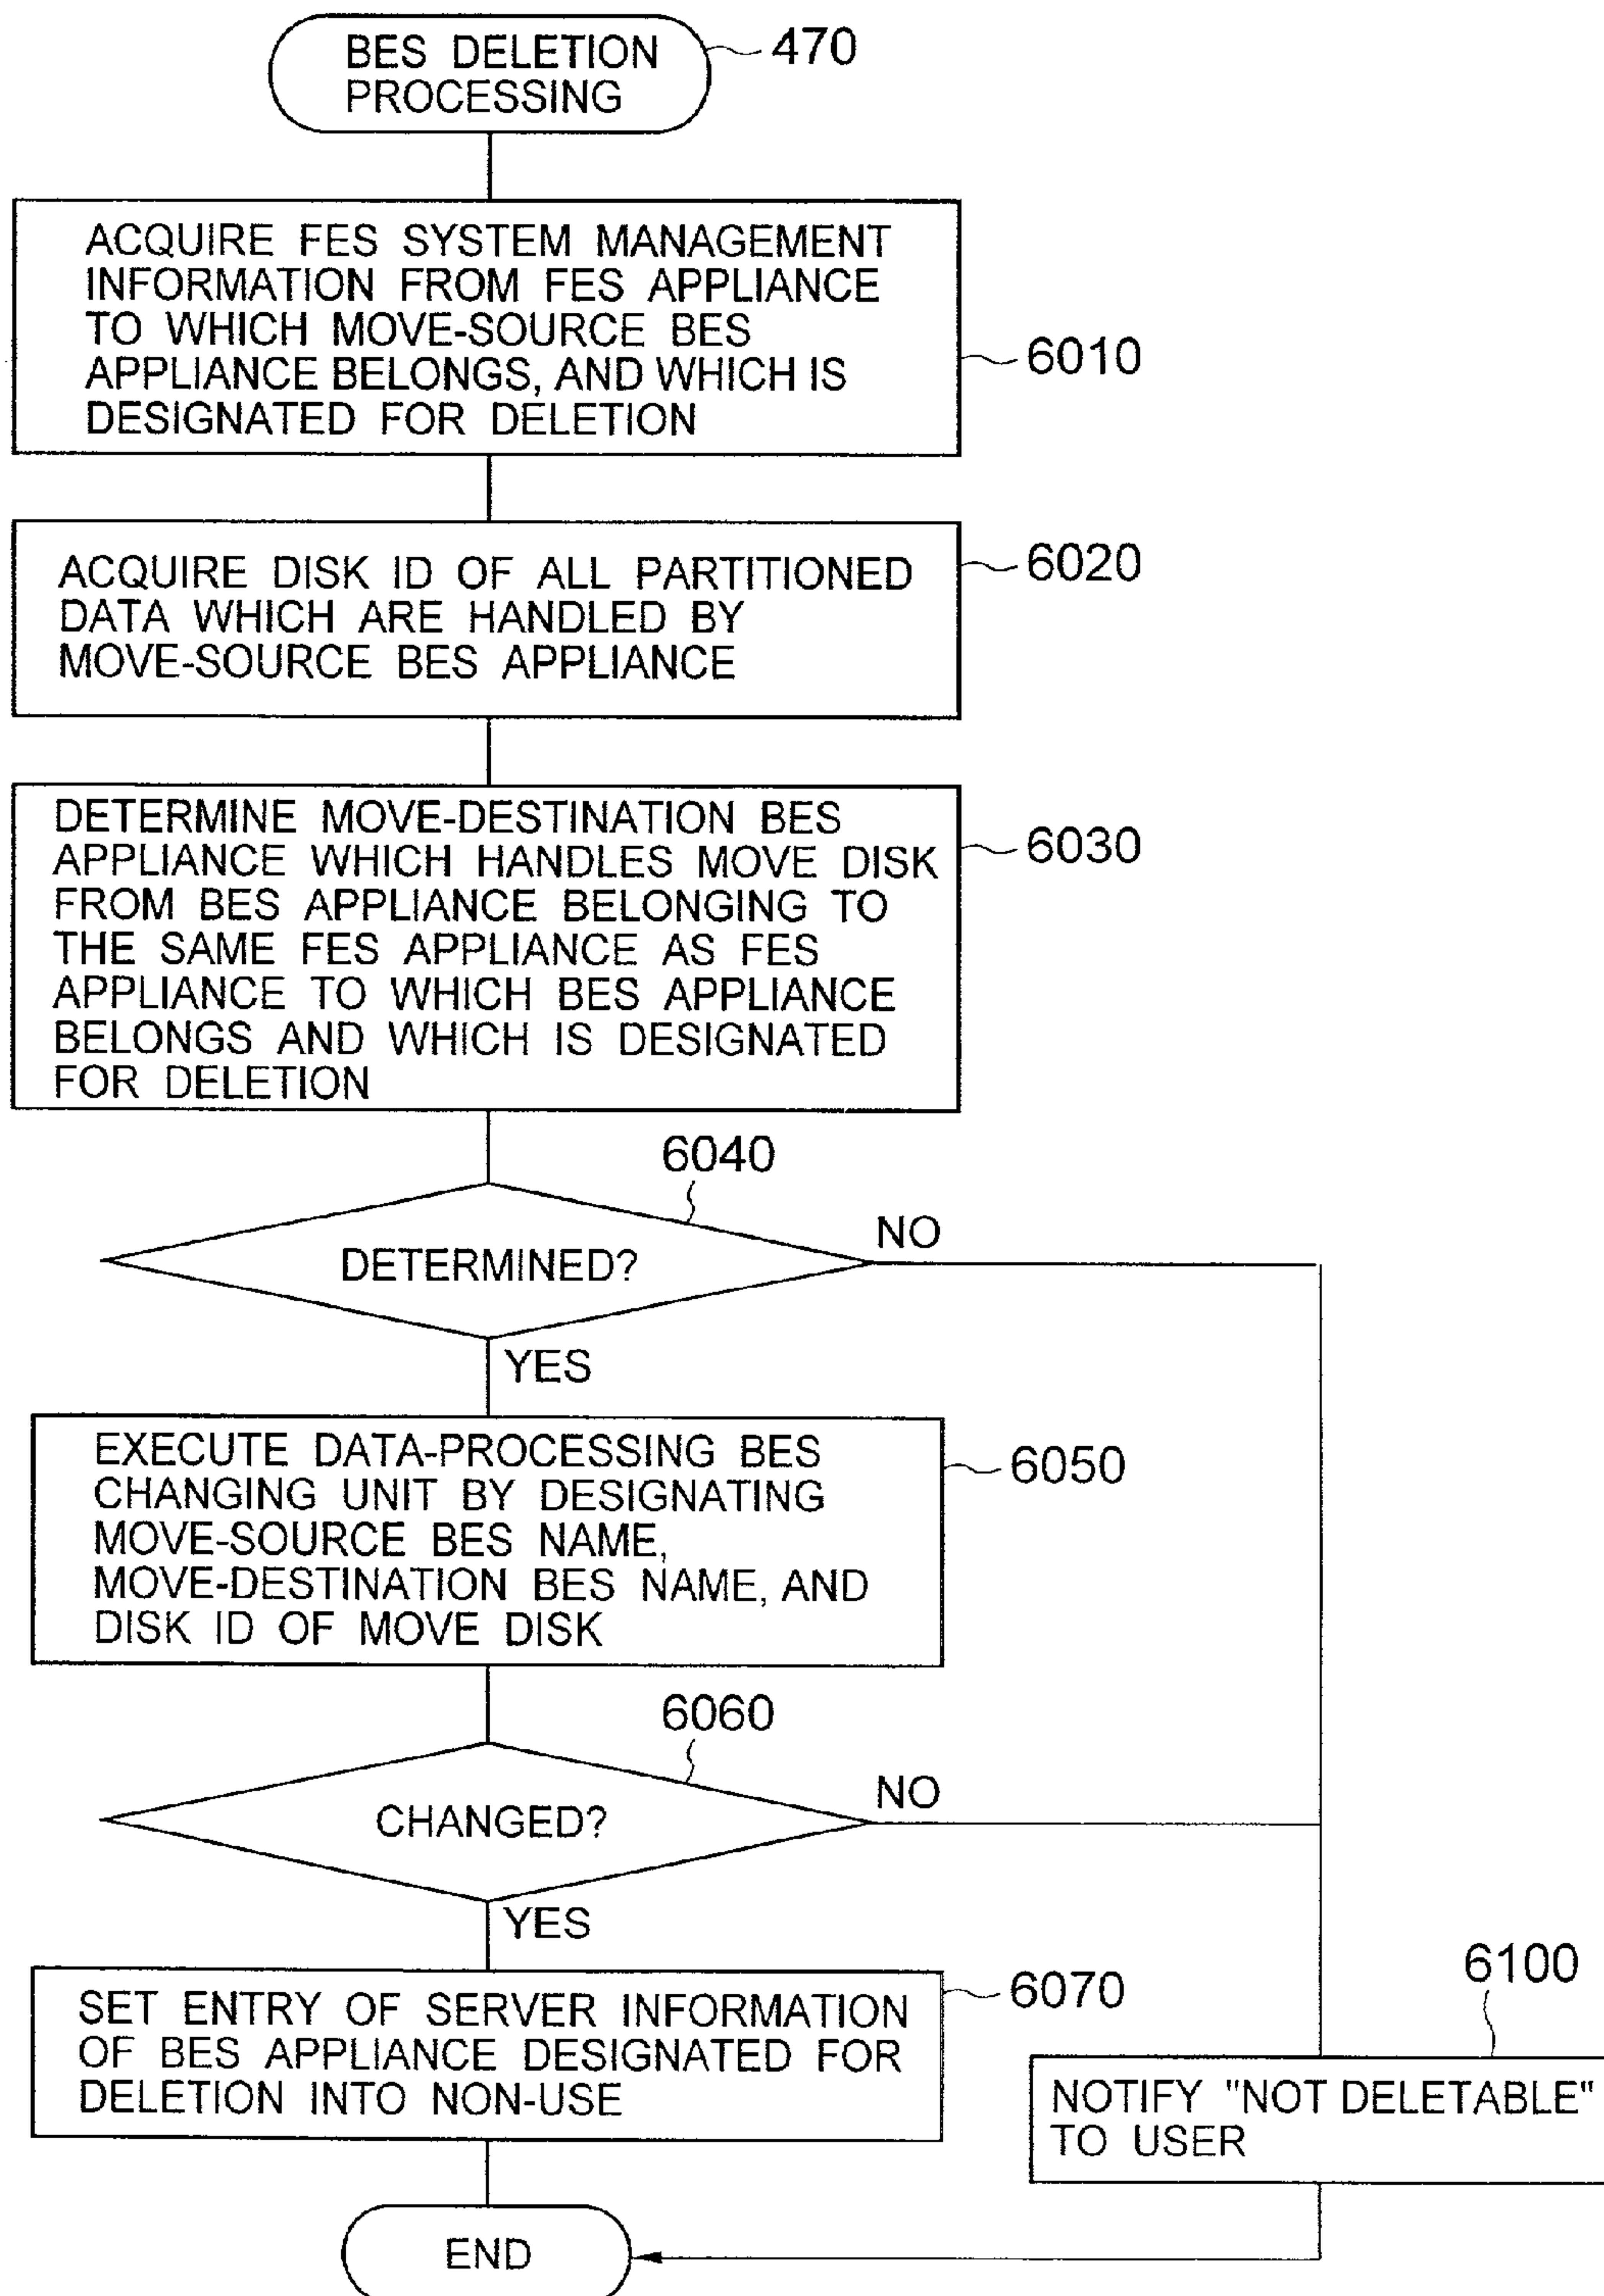 BES DELETION
PROCESSING
470
ACQUIRE FES SYSTEM MANAGEMENT
INFORMATION FROM FES APPLIANCE
TO WHICH MOVE-SOURCE BES
APPLIANCE BELONGS, AND WHICH IS
DESIGNATED FOR DELETION
6010
ACQUIRE DISK ID OF ALL PARTITIONED
DATA WHICH ARE HANDLED BY
MOVE-SOURCE BES APPLIANCE
6020
DETERMINE MOVE-DESTINATION BES
APPLIANCE WHICH HANDLES MOVE DISK
FROM BES APPLIANCE BELONGING TO
THE SAME FES APPLIANCE AS FES
APPLIANCE TO WHICH BES APPLIANCE
BELONGS AND WHICH IS DESIGNATED
FOR DELETION
6030
6040
DETERMINED?
NO
YES
EXECUTE DATA-PROCESSING BES
CHANGING UNIT BY DESIGNATING
MOVE-SOURCE BES NAME,
MOVE-DESTINATION BES NAME, AND
DISK ID OF MOVE DISK
6050
6060
CHANGED?
NO
YES
SET ENTRY OF SERVER INFORMATION
OF BES APPLIANCE DESIGNATED FOR
DELETION INTO NON-USE
6070
6100
NOTIFY "NOT DELETABLE"
TO USER
END